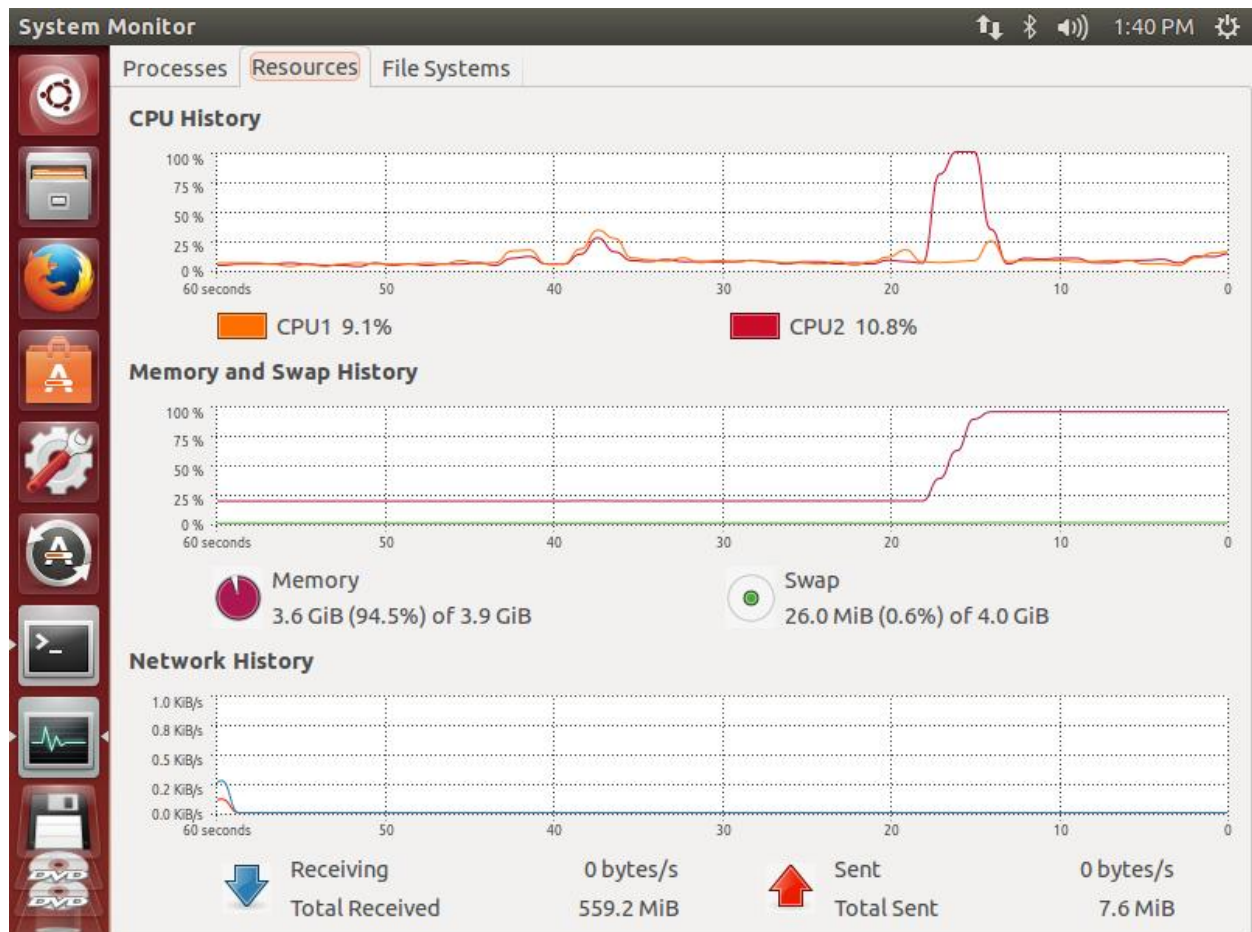 System Monitor 1:40 PM
Processes Resources File Systems
CPU History
100 %
75 %
50 %
25 %
0 %
60 seconds 50 40 30 20 10 0
CPU1 9.1% CPU2 10.8%
Memory and Swap History
100 %
75 %
50 %
25 %
0 %
60 seconds 50 40 30 20 10 0
Memory Swap
3.6 GiB (94.5%) of 3.9 GiB 26.0 MiB (0.6%) of 4.0 GiB
Network History
1.0 KiB/s
0.8 KiB/s
0.5 KiB/s
0.2 KiB/s
0.0 KiB/s
60 seconds 50 40 30 20 10 0
Receiving 0 bytes/s Sent 0 bytes/s
Total Received 559.2 MiB Total Sent 7.6 MiB
DVD
DVD